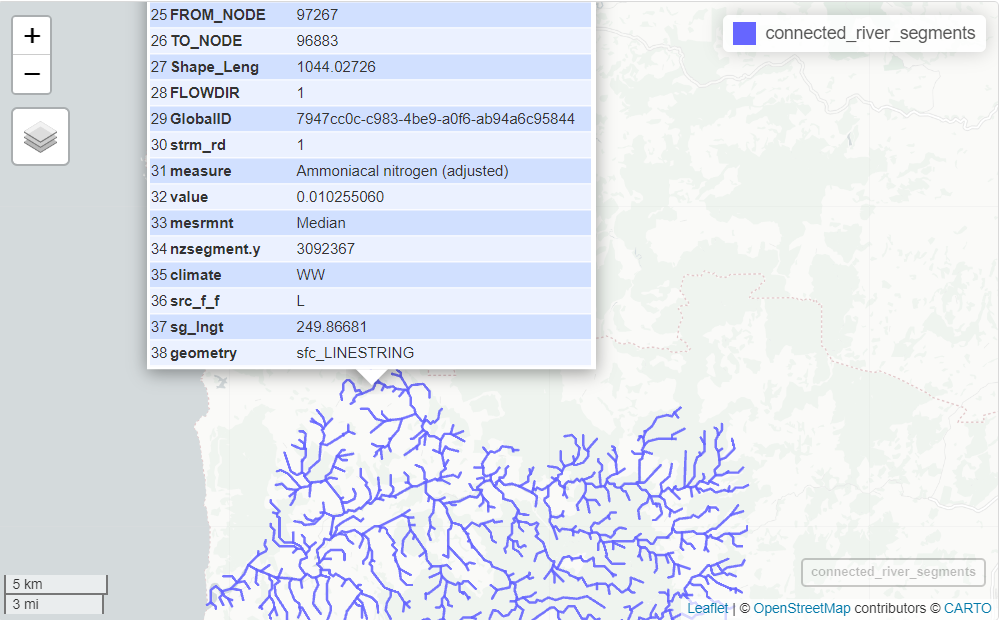 +
−
25 FROM_NODE 97267
26 TO_NODE 96883
27 Shape_Leng 1044.02726
28 FLOWDIR 1
29 GlobalID 7947cc0c-c983-4be9-a0f6-ab94a6c95844
30 strm_rd 1
31 measure Ammoniacal nitrogen (adjusted)
32 value 0.010255060
33 mesrmnt Median
34 nzsegment.y 3092367
35 climate WW
36 src_f_f L
37 sg_lngt 249.86681
38 geometry sfc_LINESTRING
connected_river_segments
5 km
3 mi
connected_river_segments
Leaflet | © OpenStreetMap contributors © CARTO